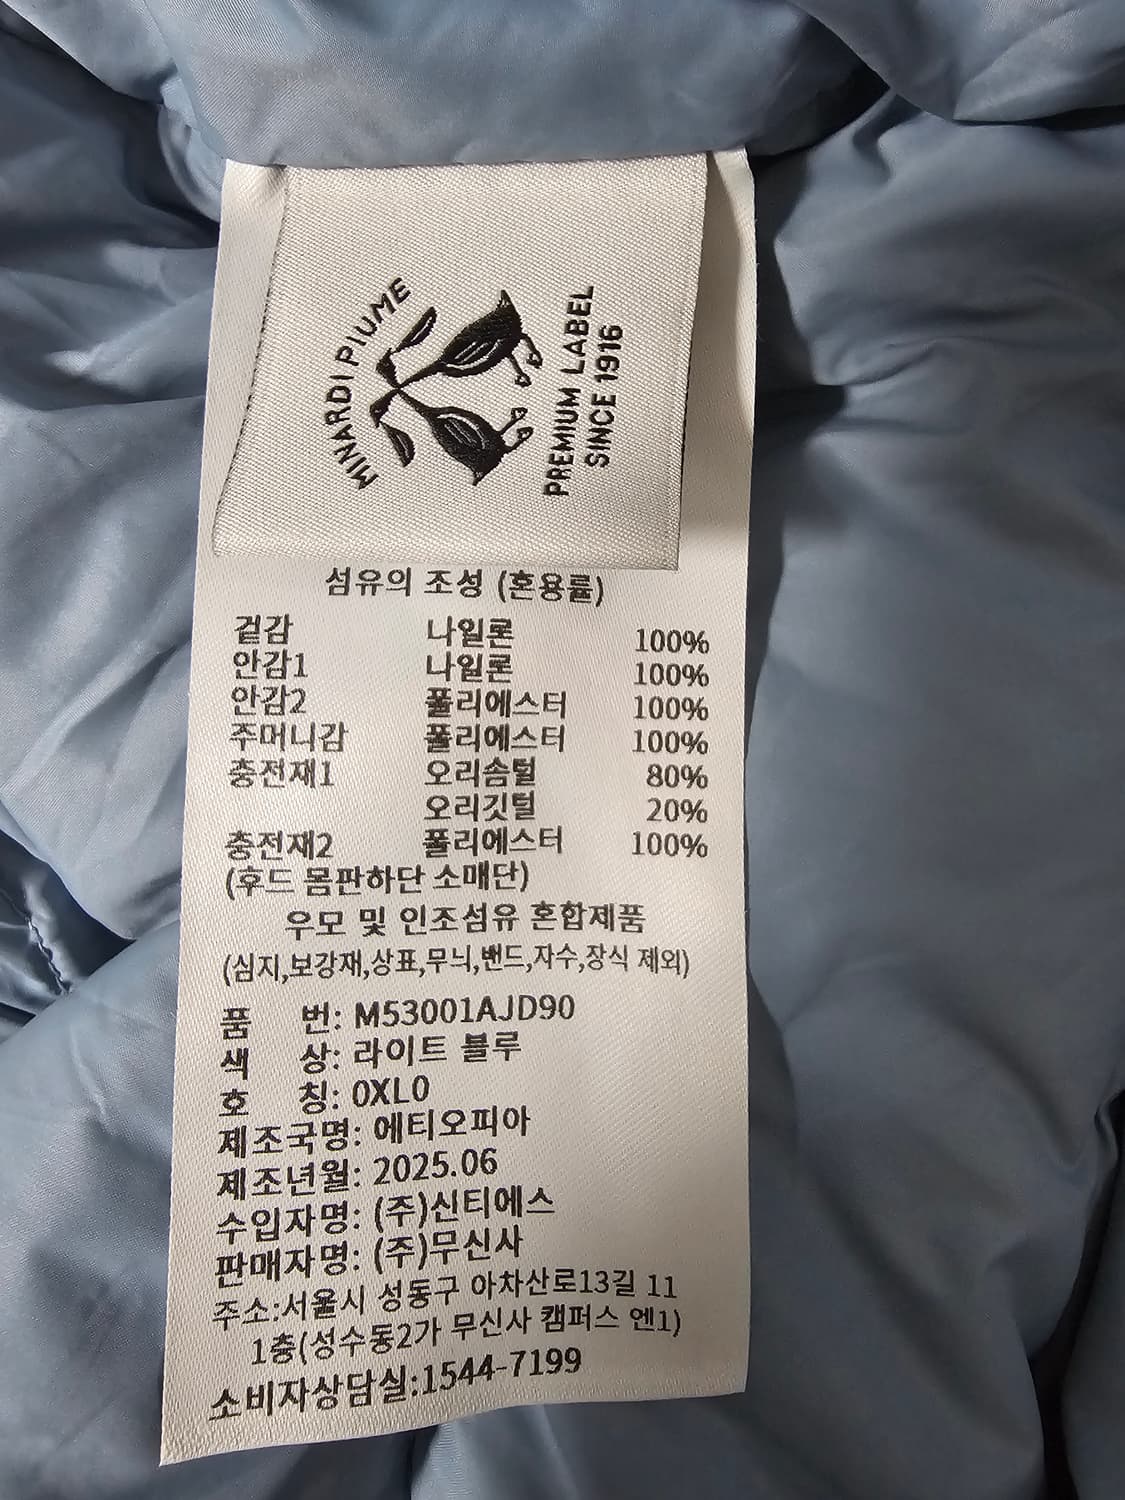 MINARDI PIUME
PREMIUM LABEL
SINCE 1916
섬유의 조성 (혼용률)
겉감 나일론 100%
안감1 나일론 100%
안감2 폴리에스터 100%
주머니감 폴리에스터 100%
충전재1 오리솜털 80%
오리깃털 20%
충전재2 폴리에스터 100%
(후드 몸판하단 소매단)
우모 및 인조섬유 혼합제품
(심지,보강재,상표,무늬,밴드,자수,장식 제외)
품 번: M53001AJD90
색 상: 라이트 블루
호 칭: 0XL0
제조국명: 에티오피아
제조년월: 2025.06
수입자명: (주)신티에스
판매자명: (주)무신사
주소:서울시 성동구 아차산로13길 11
1층(성수동2가 무신사 캠퍼스 엔1)
소비자상담실:1544-7199